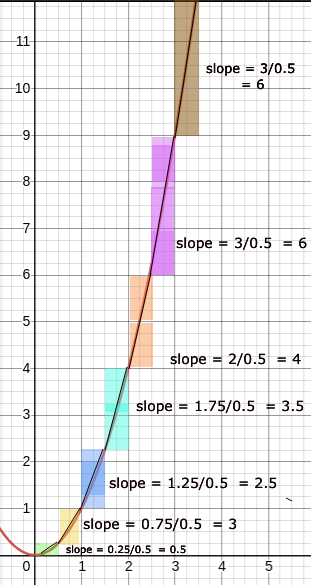 11
slope = 3/0.5
= 6
10
9
8
7
slope = 3/0.5 = 6
6
5
4
slope = 2/0.5 = 4
slope = 1.75/0.5 = 3.5
3
2
slope = 1.25/0.5 = 2.5
1
slope = 0.75/0.5 = 3
slope = 0.25/0.5 = 0.5
0 1 2 3 4 5